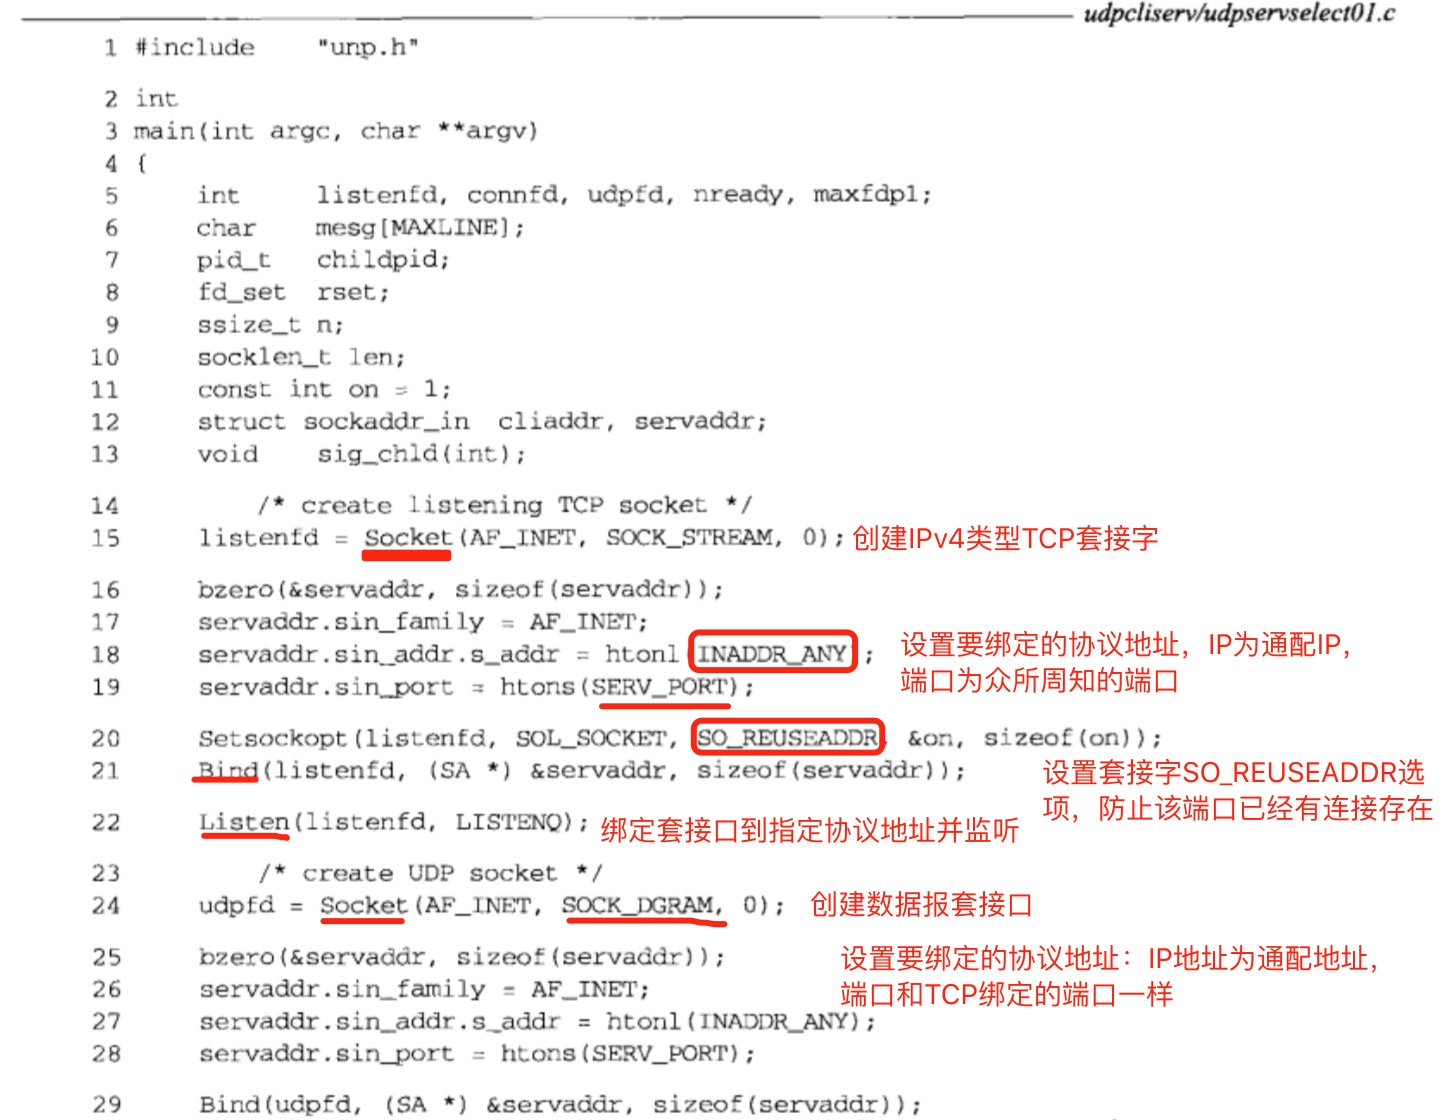 udpcliserv/udpservselect01.c
1 #include    "unp.h"
2 int
3 main(int argc, char **argv)
4 {
5     int     listenfd, connfd, udpfd, nready, maxfdp1;
6     char    mesg[MAXLINE];
7     pid_t   childpid;
8     fd_set  rset;
9     ssize_t n;
10     socklen_t len;
11     const int on = 1;
12     struct sockaddr_in  cliaddr, servaddr;
13     void    sig_chld(int);
14         /* create listening TCP socket */
15     listenfd = Socket(AF_INET, SOCK_STREAM, 0); 创建IPv4类型TCP套接字
16     bzero(&servaddr, sizeof(servaddr));
17     servaddr.sin_family = AF_INET;
18     servaddr.sin_addr.s_addr = htonl(INADDR_ANY);
19     servaddr.sin_port = htons(SERV_PORT);
设置要绑定的协议地址，IP为通配IP，
端口为众所周知的端口
20     Setsockopt(listenfd, SOL_SOCKET, SO_REUSEADDR, &on, sizeof(on));
21     Bind(listenfd, (SA *) &servaddr, sizeof(servaddr));
设置套接字SO_REUSEADDR选
项，防止该端口已经有连接存在
22     Listen(listenfd, LISTENQ); 绑定套接口到指定协议地址并监听
23         /* create UDP socket */
24     udpfd = Socket(AF_INET, SOCK_DGRAM, 0); 创建数据报套接口
25     bzero(&servaddr, sizeof(servaddr));
26     servaddr.sin_family = AF_INET;
27     servaddr.sin_addr.s_addr = htonl(INADDR_ANY);
28     servaddr.sin_port = htons(SERV_PORT);
设置要绑定的协议地址：IP地址为通配地址，
端口和TCP绑定的端口一样
29     Bind(udpfd, (SA *) &servaddr, sizeof(servaddr));